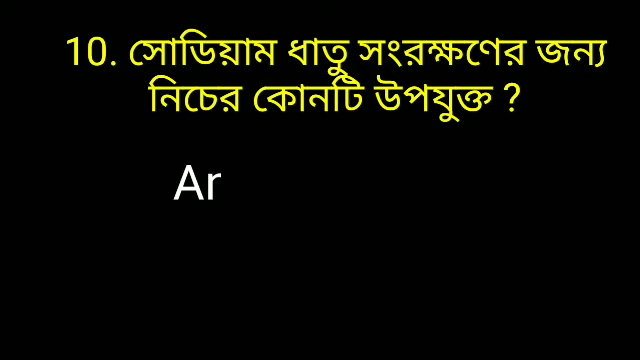 10. সোডিয়াম ধাতু সংরক্ষণের জন্য
নিচের কোনটি উপযুক্ত ?
Ar